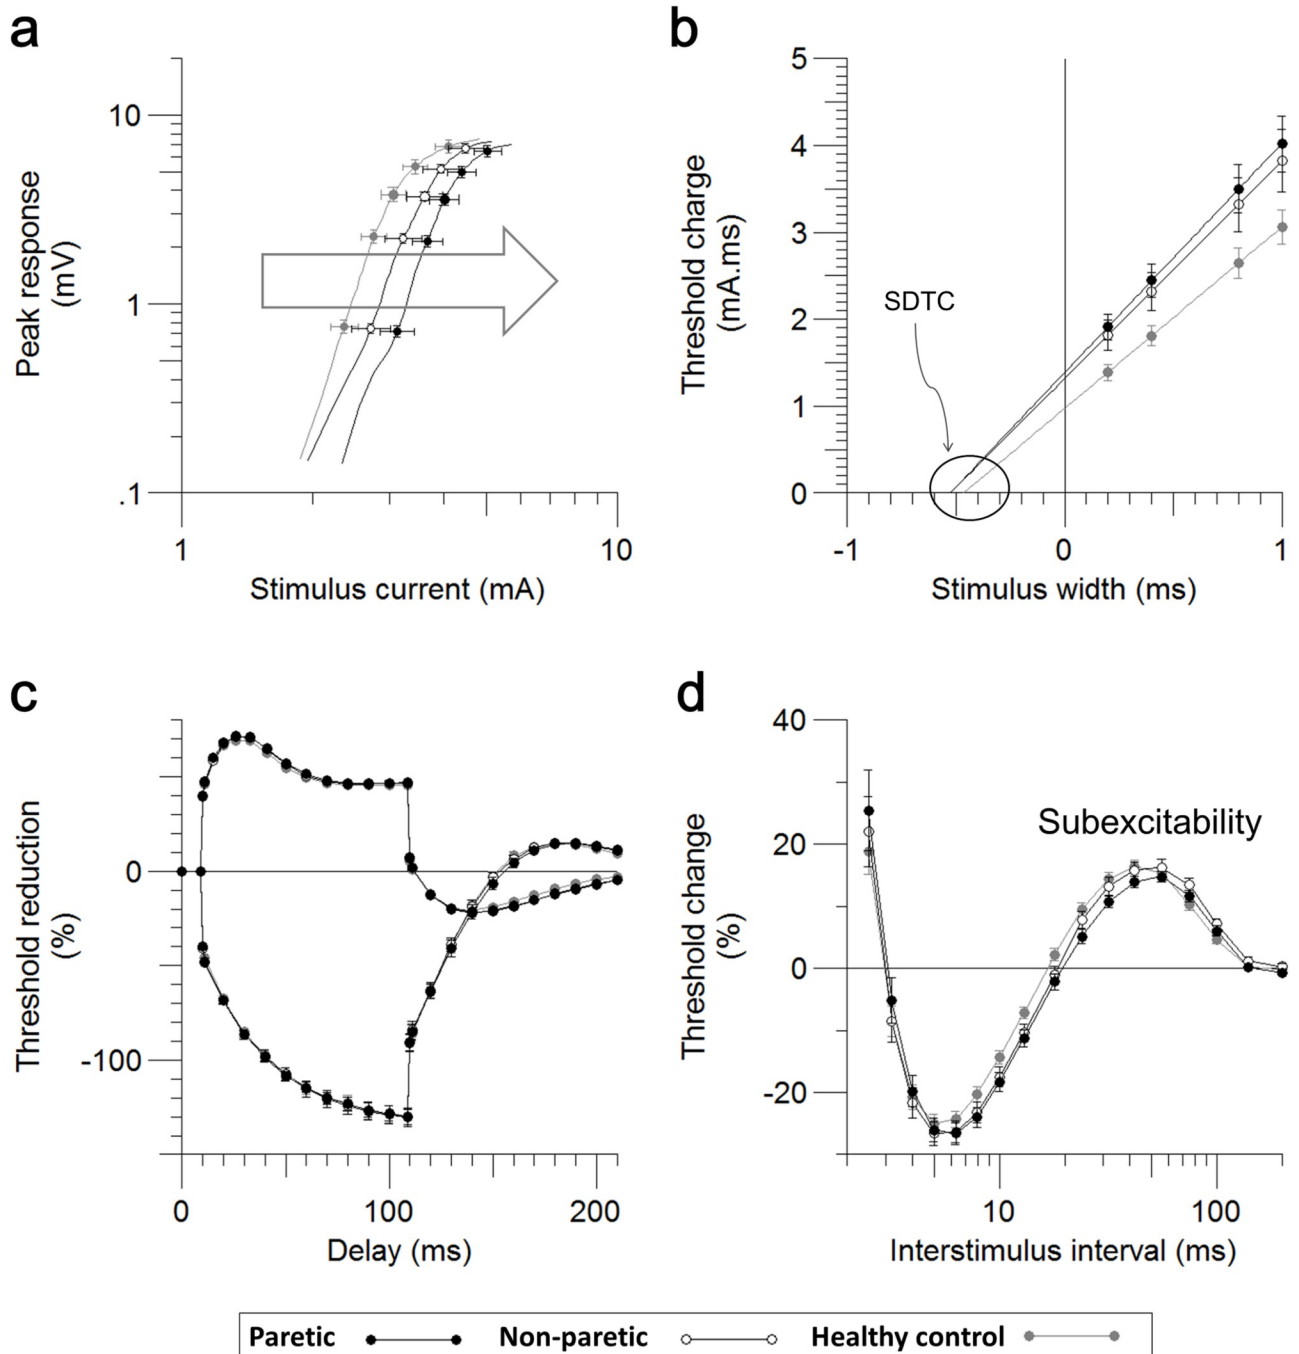 a
10
1
.1
Peak response
(mV)
1
10
Stimulus current (mA)
b
5
4
3
2
1
0
Threshold charge
(mA.ms)
SDTC
-1
0
1
Stimulus width (ms)
c
0
-100
Threshold reduction
(%)
0
100
200
Delay (ms)
d
40
20
0
-20
Threshold change
(%)
Subexcitability
10
100
Interstimulus interval (ms)
Paretic Non-paretic Healthy control